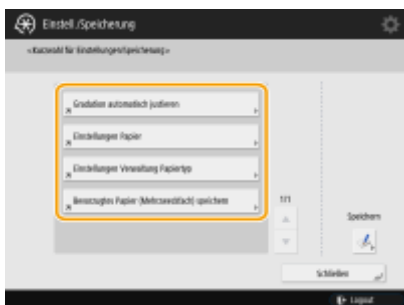 Einstell./Speicherung
<Kurzwahl für Einstellungen/Speicherung>
Gradation automatisch justieren
Einstellungen Papier
Einstellungen Verwaltung Papiertyp
Bevorzugtes Papier (Mehrzweckfach) speichern
1/1
Speichern
Schließen
Logout